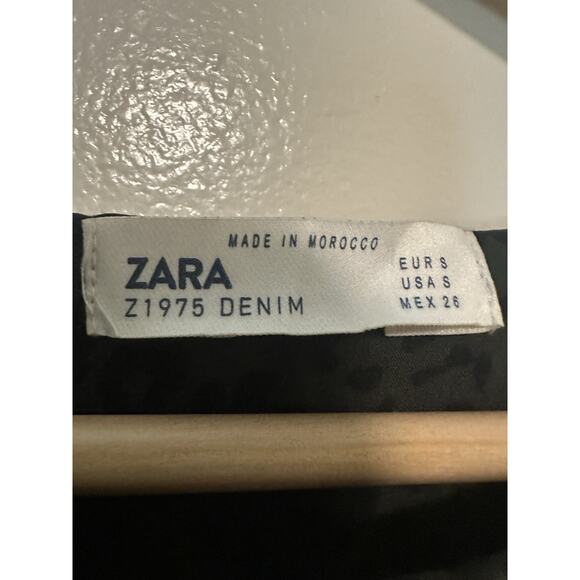 MADE IN MOROCCO
ZARA
Z1975 DENIM
EUR S
USA S
MEX 26